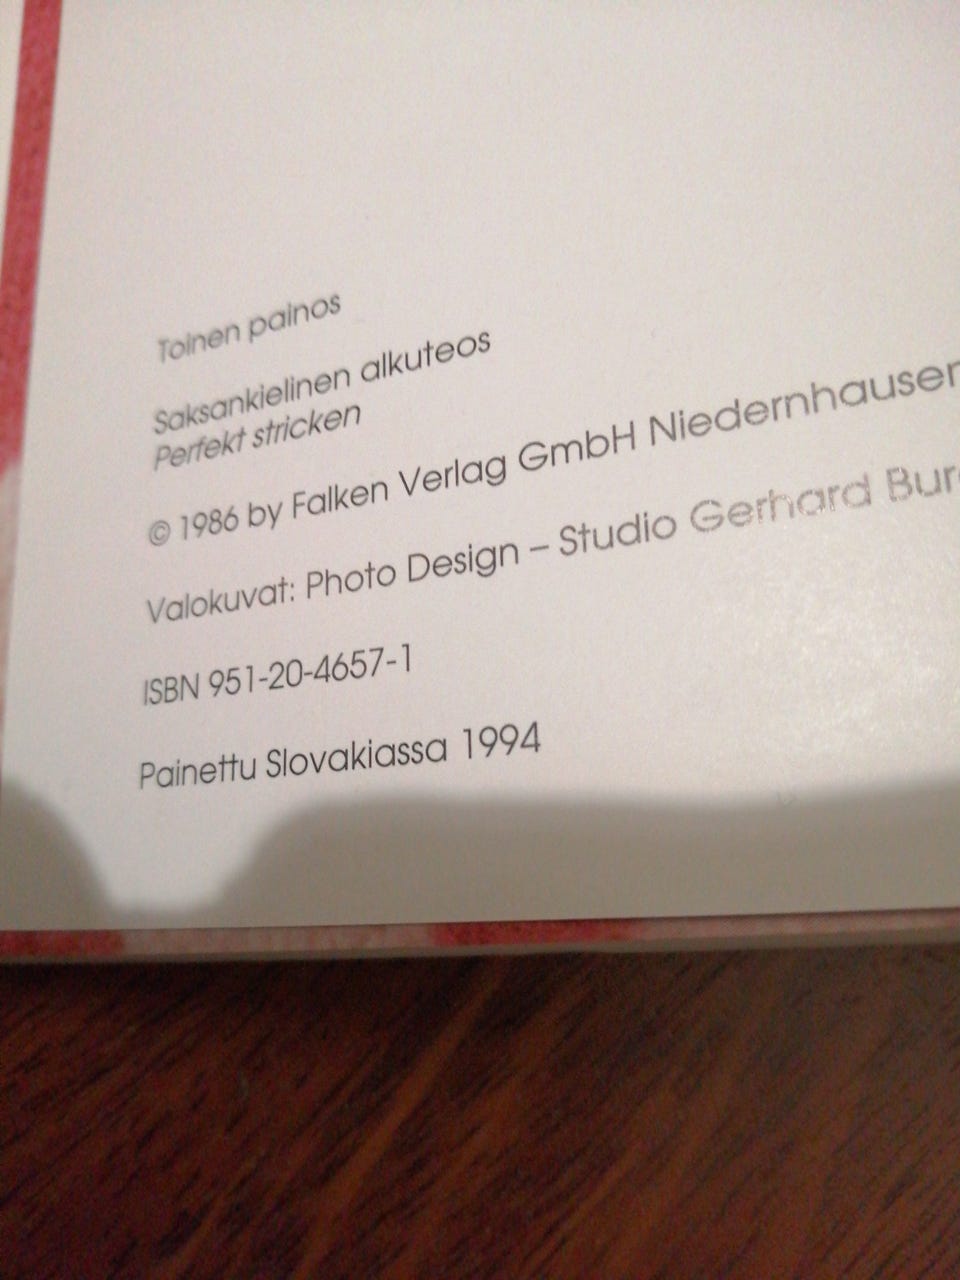 Toinen painos
Saksankielinen alkuteos
Perfekt stricken
© 1986 by Falken Verlag GmbH Niedernhausen
Valokuvat: Photo Design – Studio Gerhard
ISBN 951-20-4657-1
Painettu Slovakiassa 1994